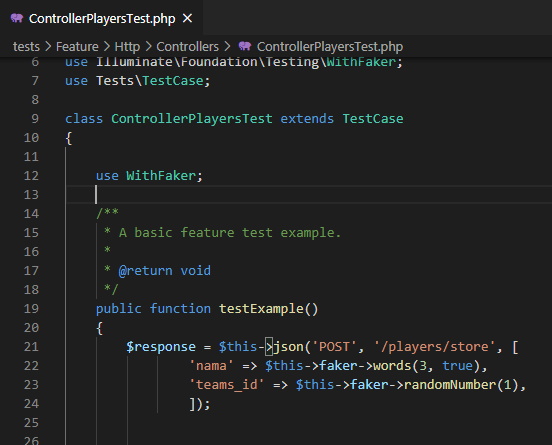 ControllerPlayersTest.php ×
tests > Feature > Http > Controllers > ControllerPlayersTest.php
6 use Illuminate\Foundation\Testing\WithFaker;
7 use Tests\TestCase;
8
9 class ControllerPlayersTest extends TestCase
10 {
11
12 use WithFaker;
13
14 /**
15 * A basic feature test example.
16 *
17 * @return void
18 */
19 public function testExample()
20 {
21 $response = $this->json('POST', '/players/store', [
22 'nama' => $this->faker->words(3, true),
23 'teams_id' => $this->faker->randomNumber(1),
24 ]);
25
26